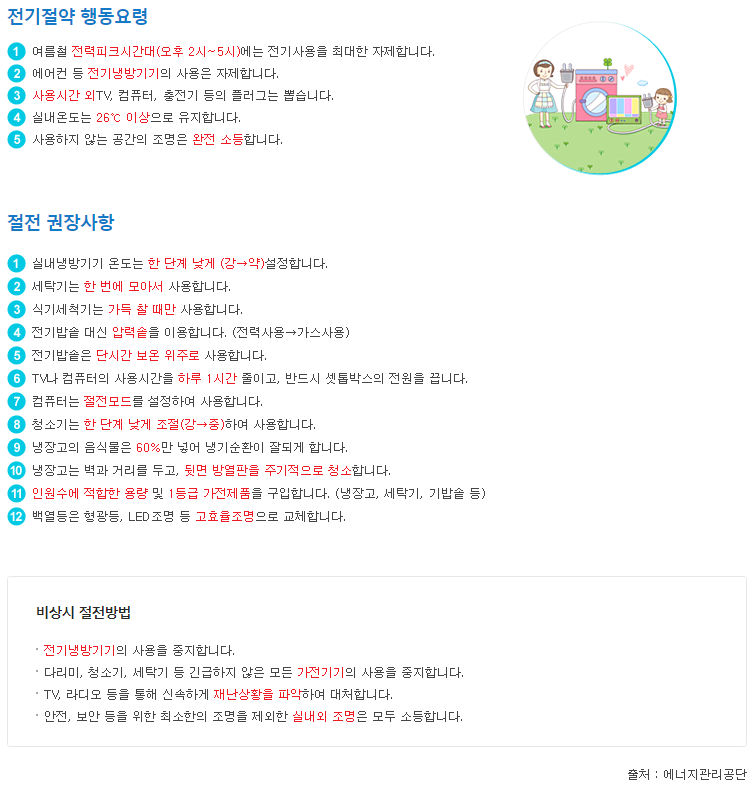 전기절약 행동요령
1 여름철 전력피크시간대(오후 2시~5시)에는 전기사용을 최대한 자제합니다.
2 에어컨 등 전기냉방기기의 사용은 자제합니다.
3 사용시간 외TV, 컴퓨터, 충전기 등의 플러그는 뽑습니다.
4 실내온도는 26℃ 이상으로 유지합니다.
5 사용하지 않는 공간의 조명은 완전 소등합니다.
절전 권장사항
1 실내냉방기기 온도는 한 단계 낮게 (강→약)설정합니다.
2 세탁기는 한 번에 모아서 사용합니다.
3 식기세척기는 가득 찰 때만 사용합니다.
4 전기밥솥 대신 압력솥을 이용합니다. (전력사용→가스사용)
5 전기밥솥은 단시간 보온 위주로 사용합니다.
6 TV나 컴퓨터의 사용시간을 하루 1시간 줄이고, 반드시 셋톱박스의 전원을 끕니다.
7 컴퓨터는 절전모드를 설정하여 사용합니다.
8 청소기는 한 단계 낮게 조절(강→중)하여 사용합니다.
9 냉장고의 음식물은 60%만 넣어 냉기순환이 잘되게 합니다.
10 냉장고는 벽과 거리를 두고, 뒷면 방열판을 주기적으로 청소합니다.
11 인원수에 적합한 용량 및 1등급 가전제품을 구입합니다. (냉장고, 세탁기, 기밥솥 등)
12 백열등은 형광등, LED조명 등 고효율조명으로 교체합니다.
비상시 절전방법
· 전기냉방기기의 사용을 중지합니다.
· 다리미, 청소기, 세탁기 등 긴급하지 않은 모든 가전기기의 사용을 중지합니다.
· TV, 라디오 등을 통해 신속하게 재난상황을 파악하여 대처합니다.
· 안전, 보안 등을 위한 최소한의 조명을 제외한 실내외 조명은 모두 소등합니다.
출처 : 에너지관리공단